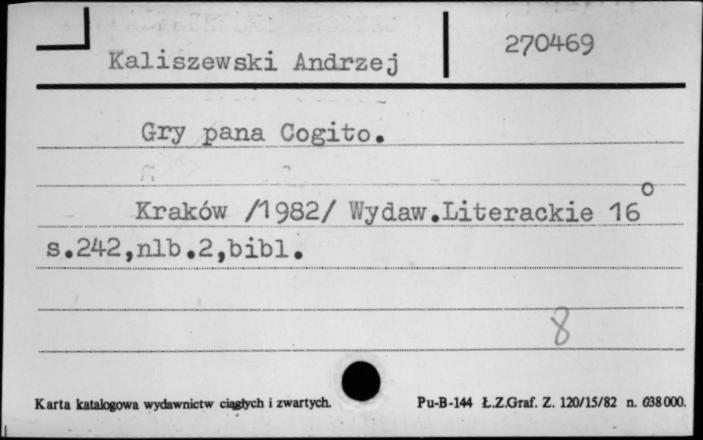 Kaliszewski Andrzej 270469
Gry pana Cogito.
Kraków /1982/ Wydaw.Literackie 16°
s.242,nlb.2,bibl.
8
Karta katalogowa wydawnictw ciągłych i zwartych. Pu-B-144 Ł.Z.Graf. Z. 120/15/82 n. 638000.